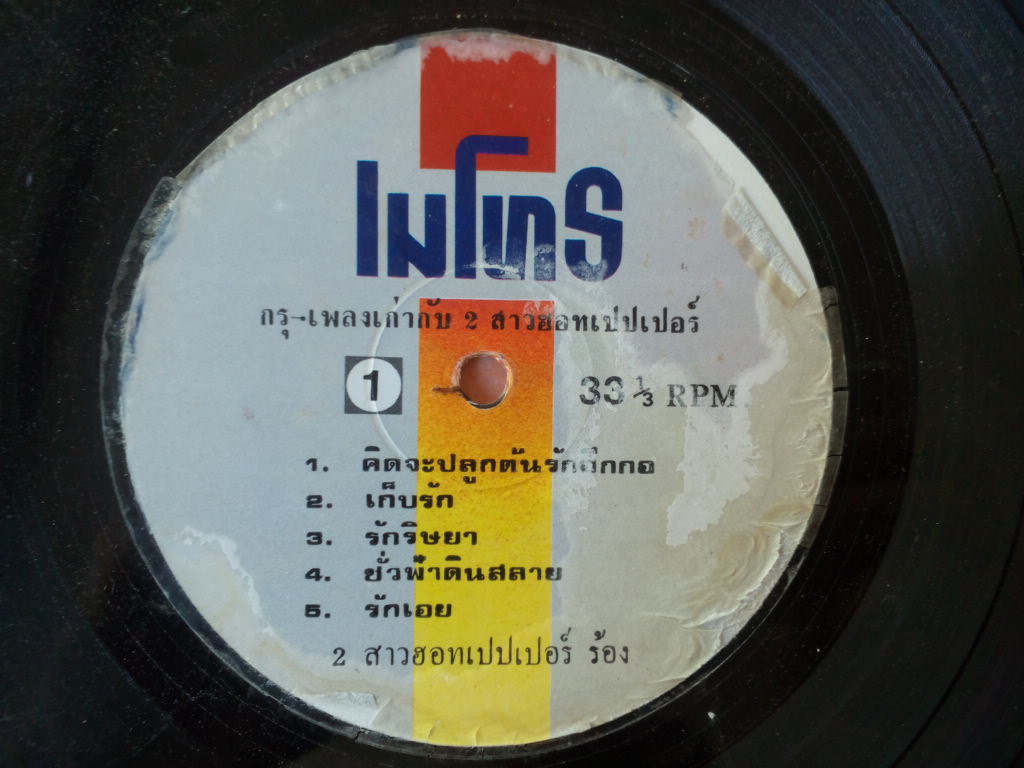 เมโทร
กรุ-เพลงเก่ากับ 2 สาวฮอทเปปเปอร์
1
33 ⅓ RPM
1. คิดจะปลูกต้นรักอีกกอ
2. เก็บรัก
3. รักริษยา
4. ชั่วฟ้าดินสลาย
5. รักเอย
2 สาวฮอทเปปเปอร์ ร้อง